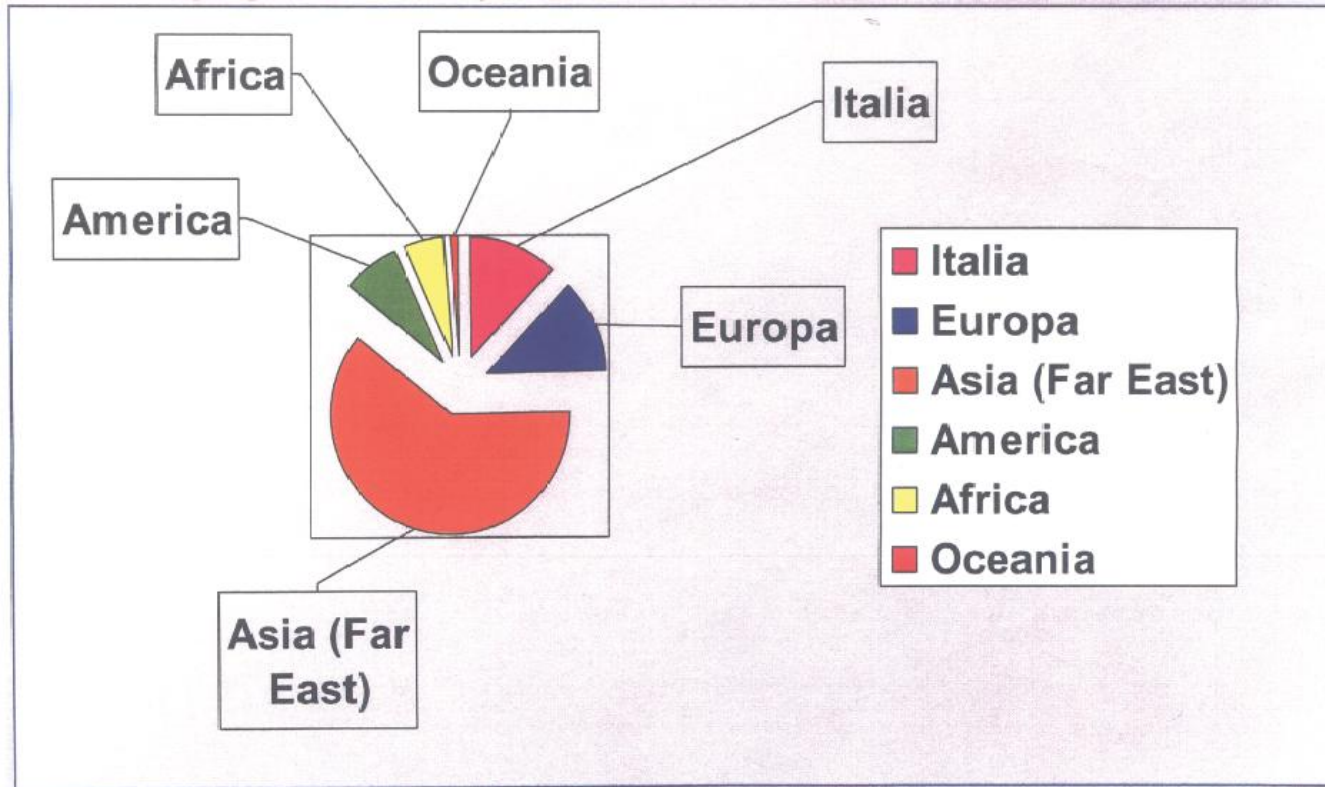 Africa
Oceania
Italia
America
Europa
Asia (Far
East)
Italia
Europa
Asia (Far East)
America
Africa
Oceania